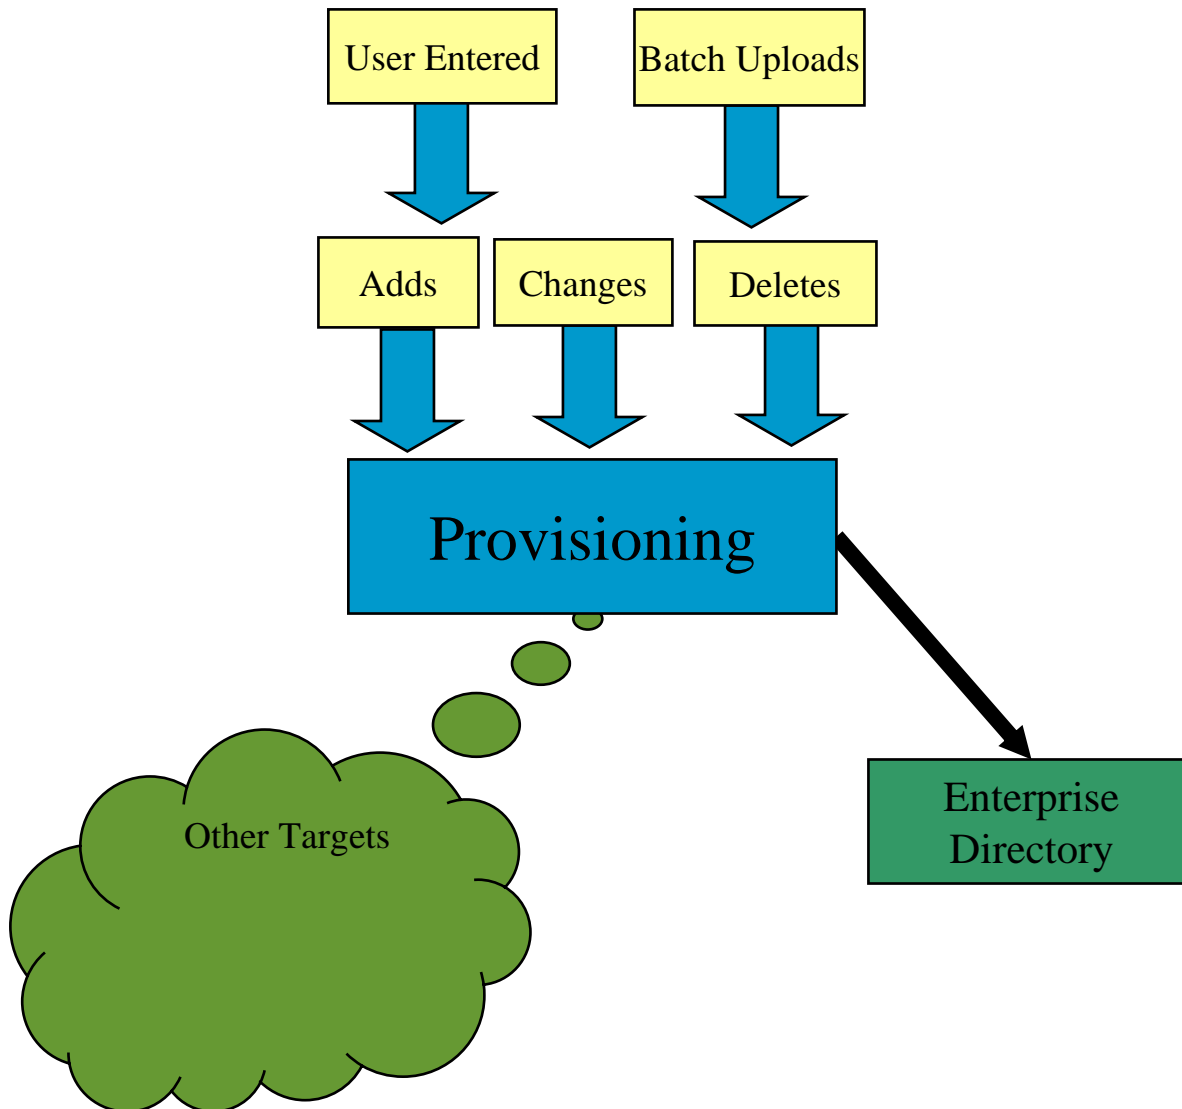 User Entered
Batch Uploads
Adds
Changes
Deletes
Provisioning
Other Targets
Enterprise
Directory